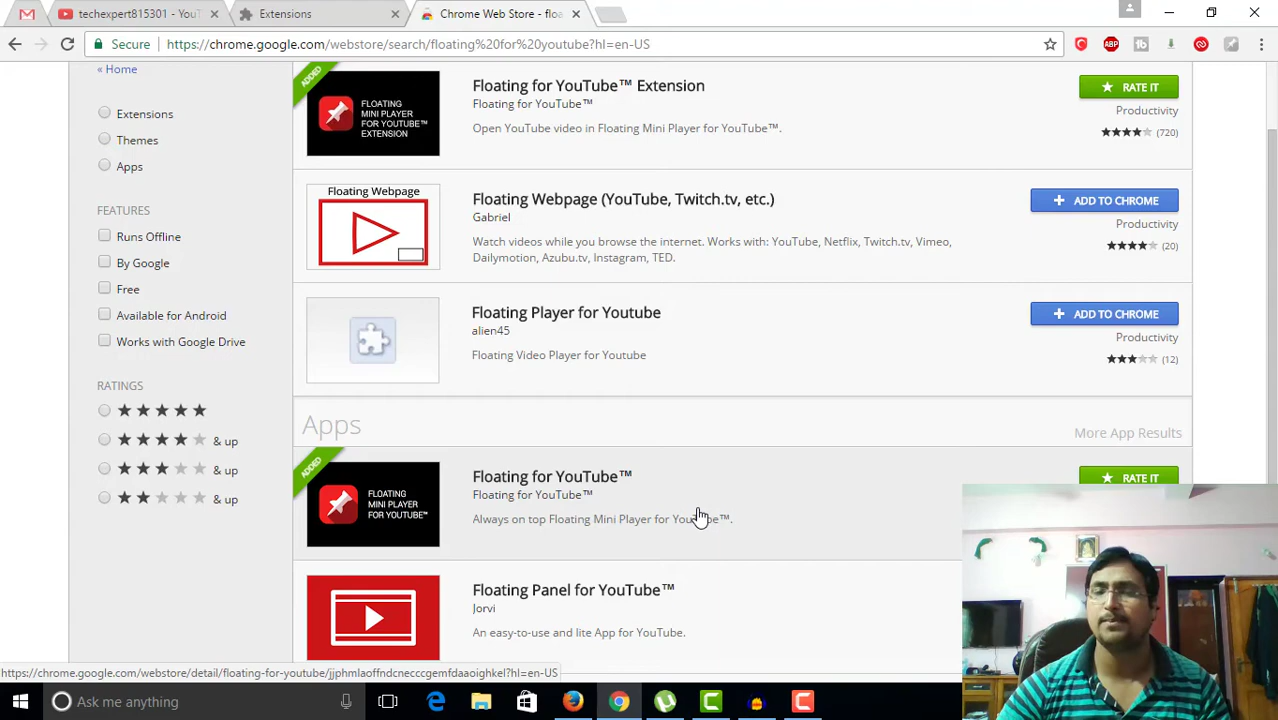 techexpert815301 - YouT
Extensions
Chrome Web Store - floa
Secure
https://chrome.google.com/webstore/search/floating%20for%20youtube?hl=en-US
ABP
« Home
Extensions
Themes
Apps
FEATURES
Runs Offline
By Google
Free
Available for Android
Works with Google Drive
RATINGS
& up
& up
& up
ADDED
FLOATING
MINI PLAYER
FOR YOUTUBE™
EXTENSION
Floating for YouTube™ Extension
Floating for YouTube™
Open YouTube video in Floating Mini Player for YouTube™.
RATE IT
Productivity
(720)
Floating Webpage
Floating Webpage (YouTube, Twitch.tv, etc.)
Gabriel
Watch videos while you browse the internet. Works with: YouTube, Netflix, Twitch.tv, Vimeo,
Dailymotion, Azubu.tv, Instagram, TED.
ADD TO CHROME
Productivity
(20)
Floating Player for Youtube
alien45
Floating Video Player for Youtube
ADD TO CHROME
Productivity
(12)
Apps
More App Results
ADDED
FLOATING
MINI PLAYER
FOR YOUTUBE™
Floating for YouTube™
Floating for YouTube™
Always on top Floating Mini Player for YouTube™.
RATE IT
Floating Panel for YouTube™
Jorvi
An easy-to-use and lite App for YouTube.
https://chrome.google.com/webstore/detail/floating-for-youtube/jjphmlaoffndcnecccgemfdaaoighkel?hl=en-US
Ask me anything